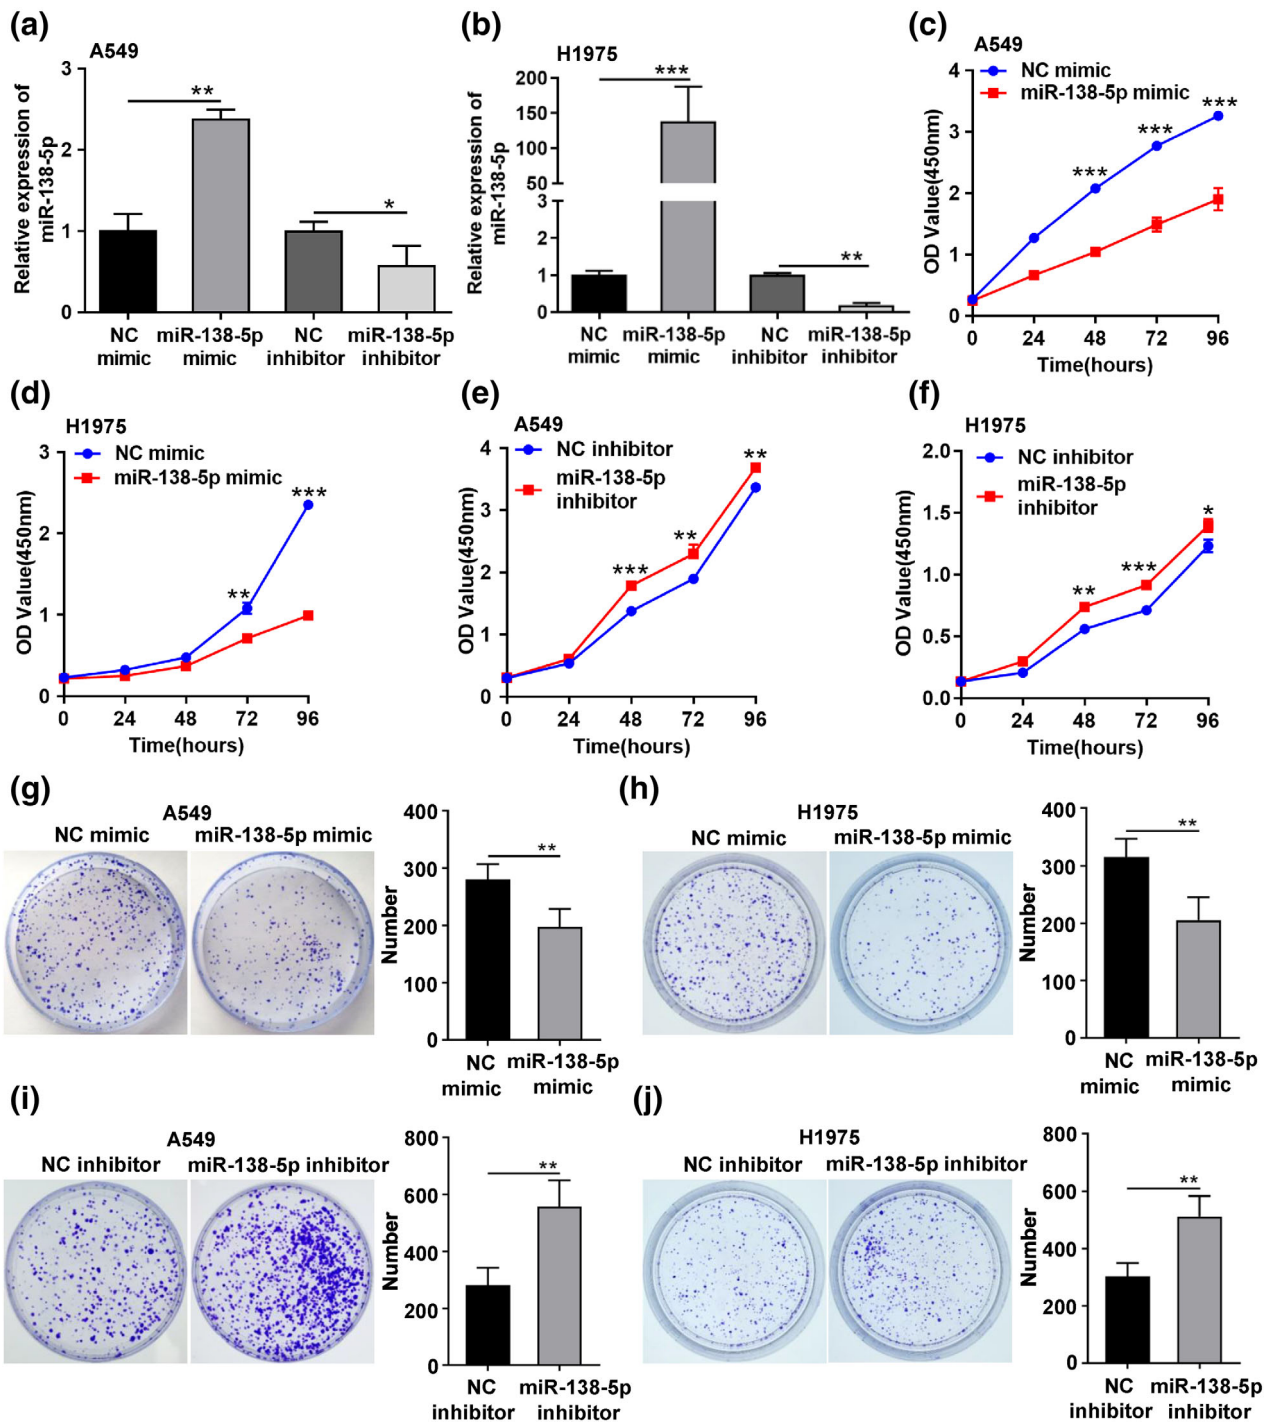 (a)
A549
Relative expression of
miR-138-5p
3
2
1
0
**
*
NC
mimic
miR-138-5p
mimic
NC
inhibitor
miR-138-5p
inhibitor
(b)
H1975
Relative expression of
miR-138-5p
200
150
100
50
3
2
1
0
***
**
NC
mimic
miR-138-5p
mimic
NC
inhibitor
miR-138-5p
inhibitor
(c)
A549
NC mimic
miR-138-5p mimic
OD Value(450nm)
4
3
2
1
0
***
***
***
0 24 48 72 96
Time(hours)
(d)
H1975
NC mimic
miR-138-5p mimic
OD Value(450nm)
3
2
1
0
**
***
0 24 48 72 96
Time(hours)
(e)
A549
NC inhibitor
miR-138-5p
inhibitor
OD Value(450nm)
4
3
2
1
0
***
**
**
0 24 48 72 96
Time(hours)
(f)
H1975
NC inhibitor
miR-138-5p
inhibitor
OD Value(450nm)
2.0
1.5
1.0
0.5
0.0
**
***
*
0 24 48 72 96
Time(hours)
(g)
A549
NC mimic miR-138-5p mimic
Number
400
300
200
100
0
**
NC
mimic
miR-138-5p
mimic
(h)
H1975
NC mimic miR-138-5p mimic
Number
400
300
200
100
0
**
NC
mimic
miR-138-5p
mimic
(i)
A549
NC inhibitor miR-138-5p inhibitor
Number
800
600
400
200
0
**
NC
inhibitor
miR-138-5p
inhibitor
(j)
H1975
NC inhibitor miR-138-5p inhibitor
Number
800
600
400
200
0
**
NC
inhibitor
miR-138-5p
inhibitor